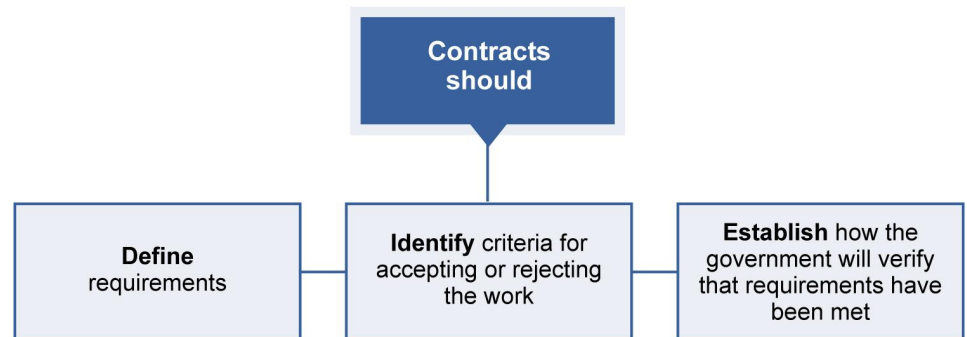 Contracts
should
Define
requirements
Identify criteria for
accepting or rejecting
the work
Establish how the
government will verify
that requirements have
been met